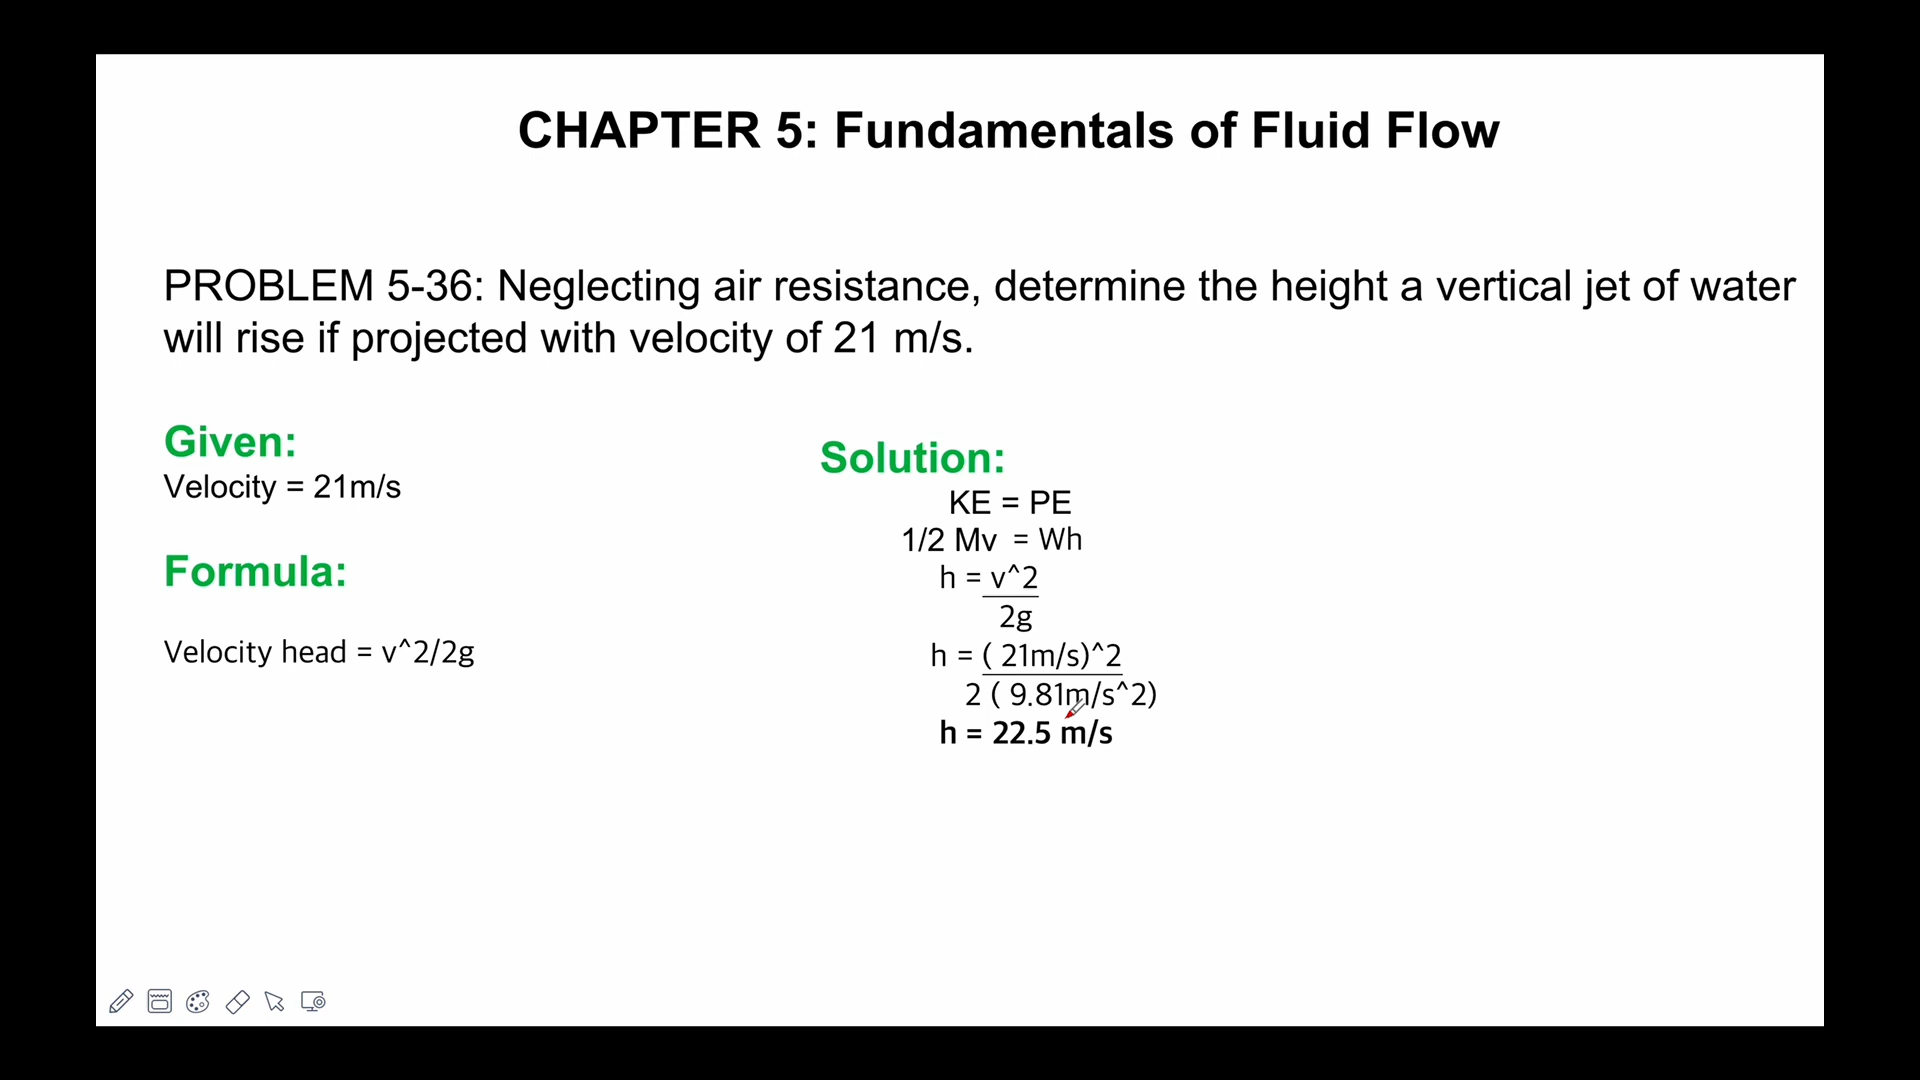 CHAPTER 5: Fundamentals of Fluid Flow
PROBLEM 5-36: Neglecting air resistance, determine the height a vertical jet of water
will rise if projected with velocity of 21 m/s.
Given:
Velocity = 21m/s
Formula:
Velocity head = v^2/2g
Solution:
KE = PE
1/2 Mv = Wh
h = v^2
2g
h = ( 21m/s)^2
2 ( 9.81m/s^2)
h = 22.5 m/s